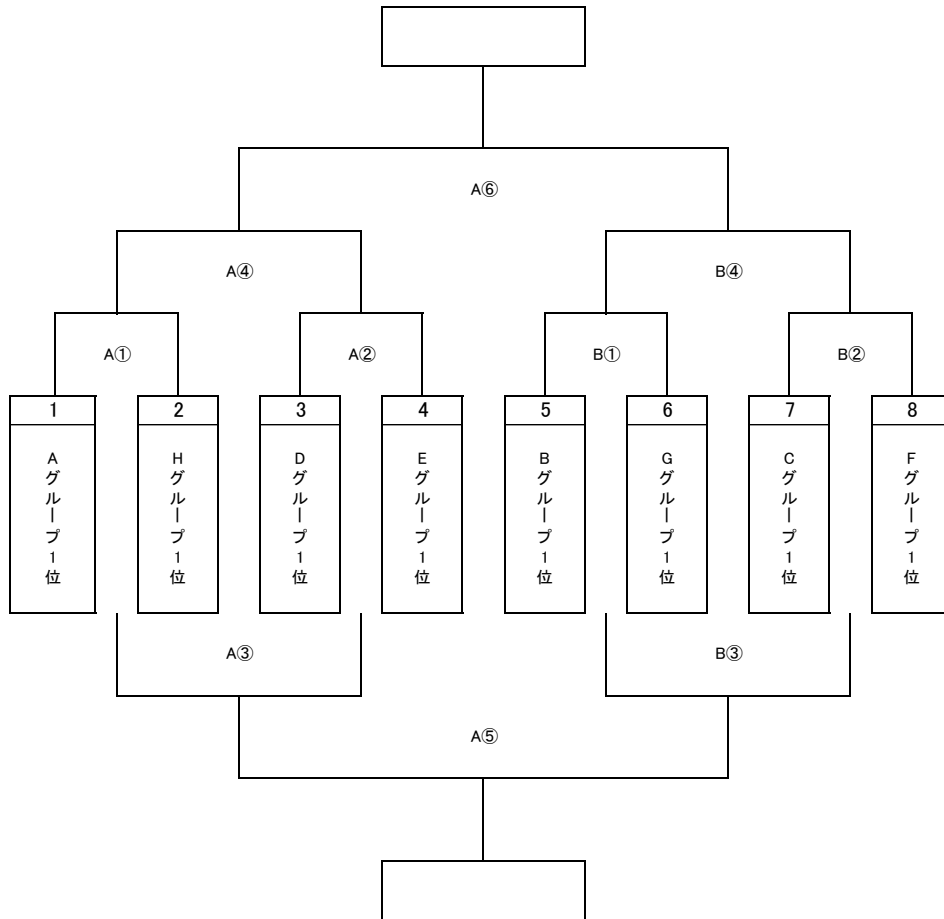 A⑥
A④
B④
A①
A②
B①
B②
1
2
3
4
5
6
7
8
Aグループ1位
Hグループ1位
Dグループ1位
Eグループ1位
Bグループ1位
Gグループ1位
Cグループ1位
Fグループ1位
A③
B③
A⑤